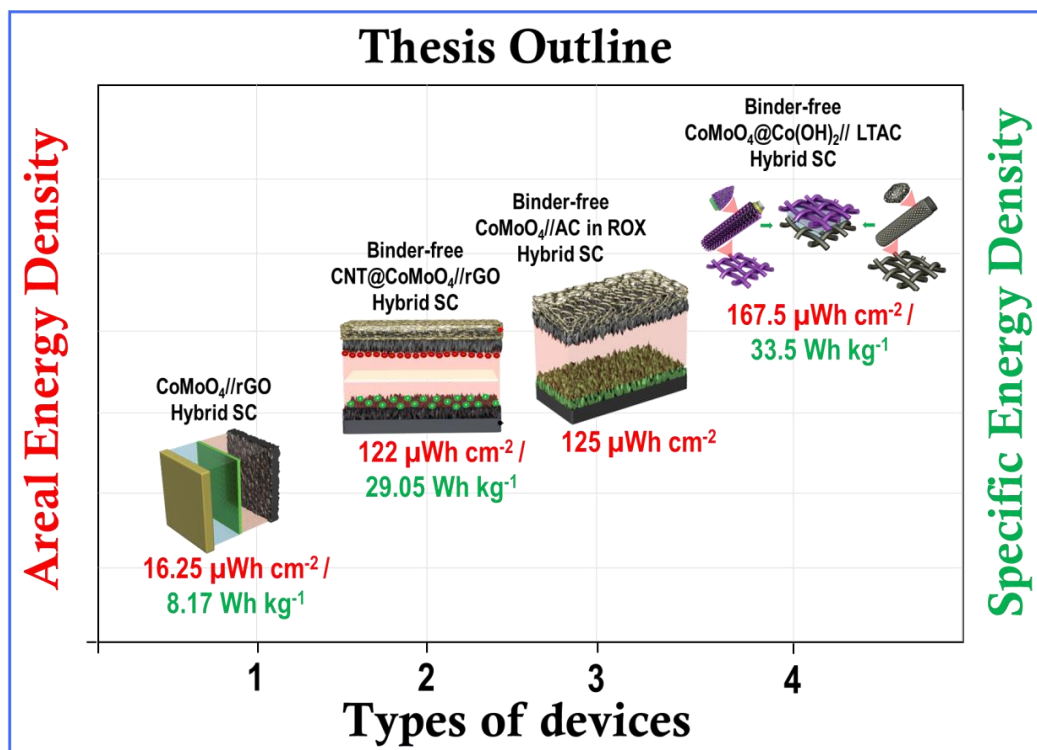 Thesis Outline
Areal Energy Density
Specific Energy Density
CoMoO₄//rGO
Hybrid SC
16.25 µWh cm⁻² /
8.17 Wh kg⁻¹
Binder-free
CNT@CoMoO₄//rGO
Hybrid SC
122 µWh cm⁻² /
29.05 Wh kg⁻¹
Binder-free
CoMoO₄//AC in ROX
Hybrid SC
125 µWh cm⁻²
Binder-free
CoMoO₄@Co(OH)₂// LTAC
Hybrid SC
167.5 µWh cm⁻² /
33.5 Wh kg⁻¹
1 2 3 4
Types of devices